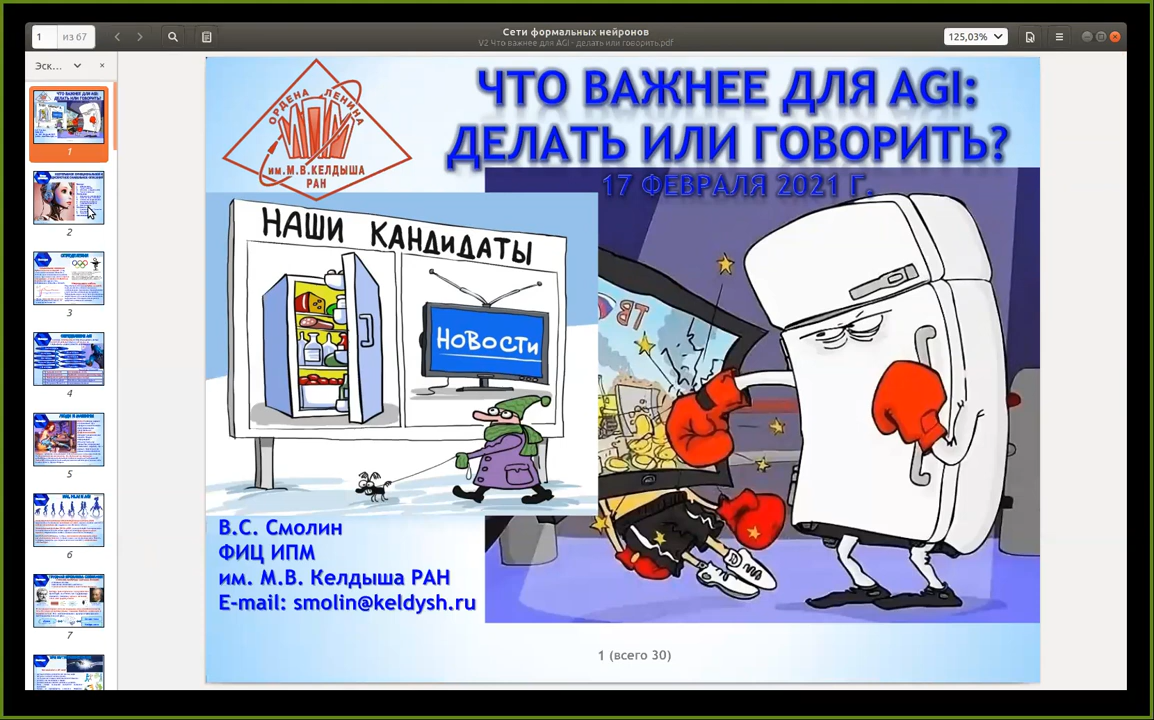 1
из 67
Сети формальных нейронов
V2 Что важнее для AGI - делать или говорить.pdf
125,03%
Эск...
1
2
3
4
5
6
7
ОРДЕНА ЛЕНИНА
ИПМ
им. М.В.КЕЛДЫША
РАН
ЧТО ВАЖНЕЕ ДЛЯ AGI:
ДЕЛАТЬ ИЛИ ГОВОРИТЬ?
17 ФЕВРАЛЯ 2021 Г.
НАШИ КАНДИДАТЫ
НОВОСТИ
ТВ
В.С. Смолин
ФИЦ ИПМ
им. М.В. Келдыша РАН
E-mail: smolin@keldysh.ru
1 (всего 30)